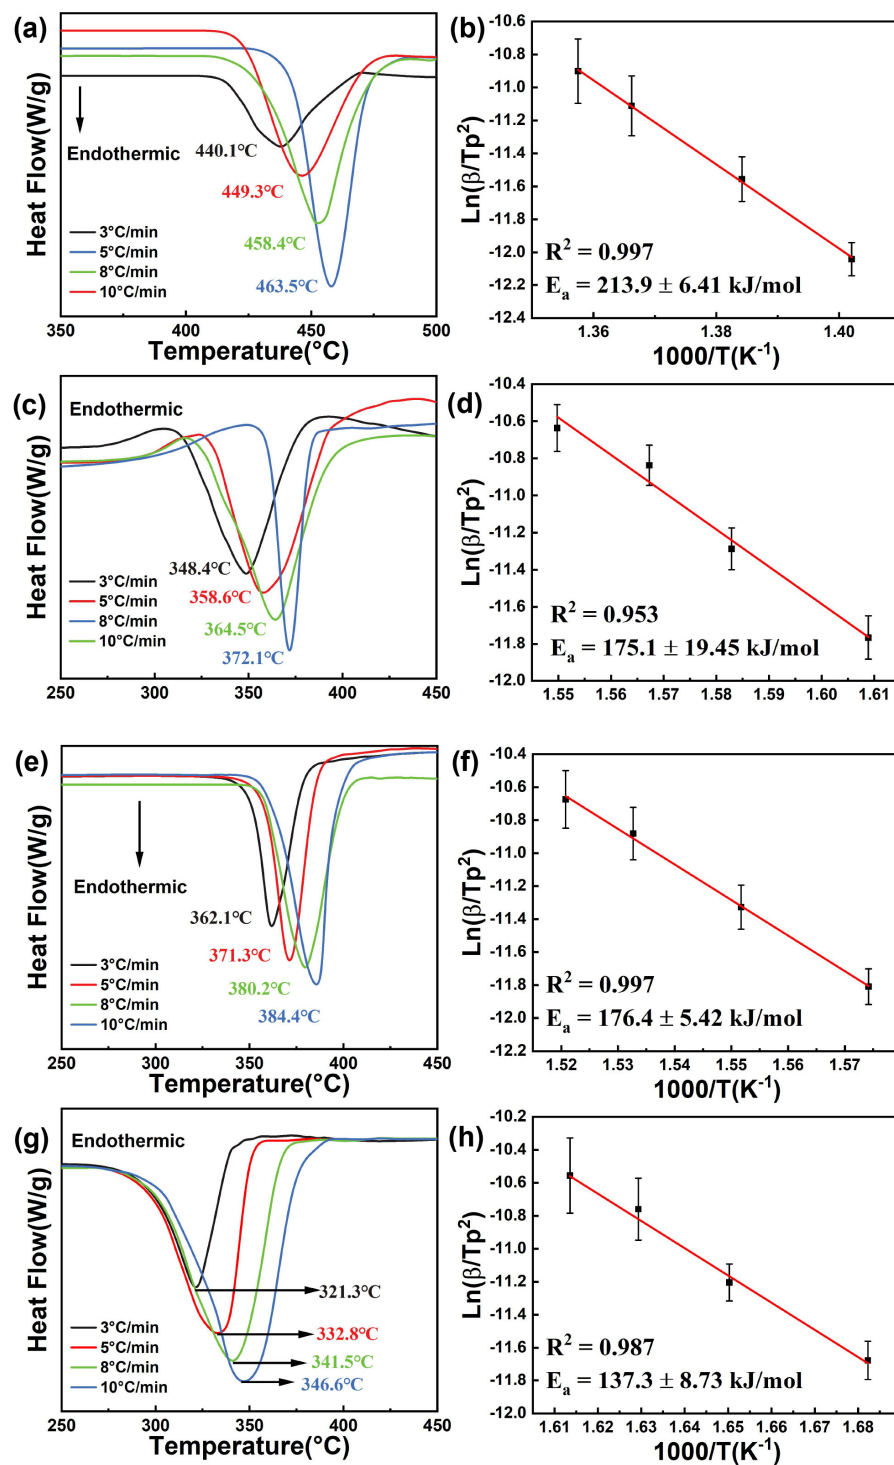 (a)
Heat Flow(W/g)
Endothermic
440.1°C
449.3°C
458.4°C
463.5°C
3°C/min
5°C/min
8°C/min
10°C/min
350 400 450 500
Temperature(°C)
(b)
Ln(β/Tp²)
-10.6
-10.8
-11.0
-11.2
-11.4
-11.6
-11.8
-12.0
-12.2
-12.4
R² = 0.997
Eₐ = 213.9 ± 6.41 kJ/mol
1.36 1.38 1.40
1000/T(K⁻¹)
(c)
Heat Flow(W/g)
Endothermic
348.4°C
358.6°C
364.5°C
372.1°C
3°C/min
5°C/min
8°C/min
10°C/min
250 300 350 400 450
Temperature(°C)
(d)
Ln(β/Tp²)
-10.4
-10.6
-10.8
-11.0
-11.2
-11.4
-11.6
-11.8
-12.0
R² = 0.953
Eₐ = 175.1 ± 19.45 kJ/mol
1.55 1.56 1.57 1.58 1.59 1.60 1.61
1000/T(K⁻¹)
(e)
Heat Flow(W/g)
Endothermic
362.1°C
371.3°C
380.2°C
384.4°C
3°C/min
5°C/min
8°C/min
10°C/min
250 300 350 400 450
Temperature(°C)
(f)
Ln(β/Tp²)
-10.4
-10.6
-10.8
-11.0
-11.2
-11.4
-11.6
-11.8
-12.0
-12.2
R² = 0.997
Eₐ = 176.4 ± 5.42 kJ/mol
1.52 1.53 1.54 1.55 1.56 1.57
1000/T(K⁻¹)
(g)
Heat Flow(W/g)
Endothermic
321.3°C
332.8°C
341.5°C
346.6°C
3°C/min
5°C/min
8°C/min
10°C/min
250 300 350 400 450
Temperature(°C)
(h)
Ln(β/Tp²)
-10.2
-10.4
-10.6
-10.8
-11.0
-11.2
-11.4
-11.6
-11.8
-12.0
R² = 0.987
Eₐ = 137.3 ± 8.73 kJ/mol
1.61 1.62 1.63 1.64 1.65 1.66 1.67 1.68
1000/T(K⁻¹)